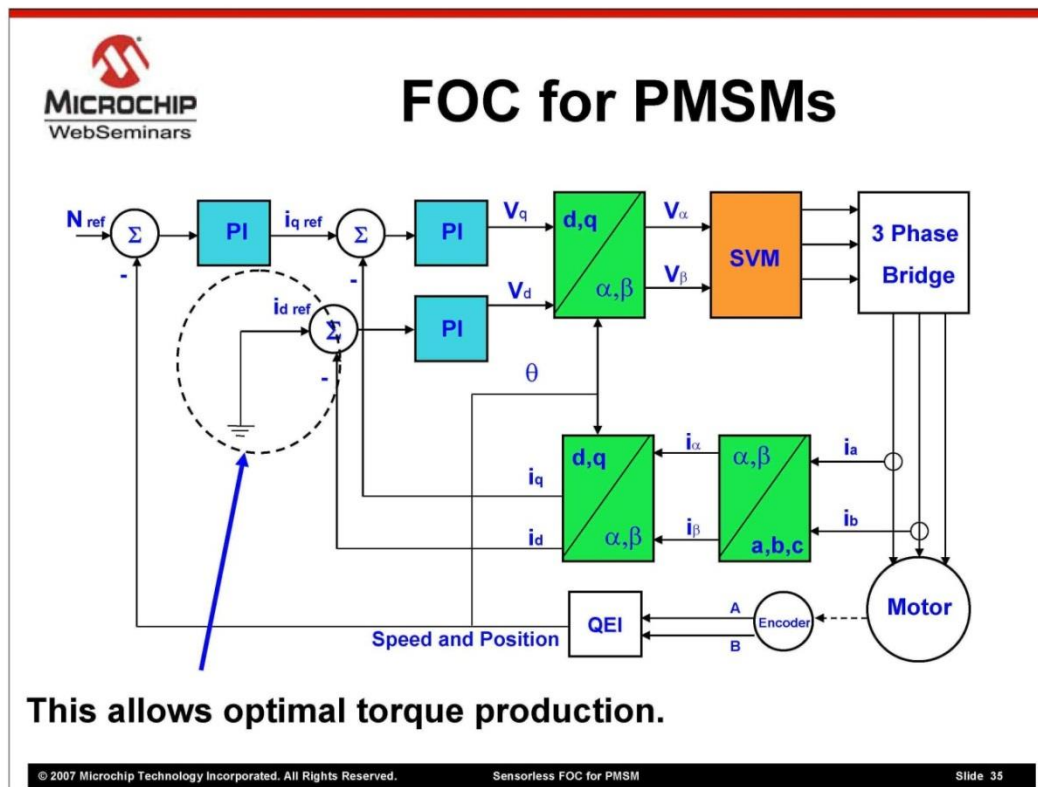 MICROCHIP
WebSeminars
FOC for PMSMs
N ref
Σ
PI
i q ref
Σ
PI
Vq
d,q
α,β
Vα
Vβ
SVM
3 Phase
Bridge
-
-
i d ref
Σ
-
PI
Vd
θ
iq
id
d,q
α,β
iα
iβ
α,β
a,b,c
ia
ib
Motor
Speed and Position
QEI
A
B
Encoder
This allows optimal torque production.
© 2007 Microchip Technology Incorporated. All Rights Reserved.
Sensorless FOC for PMSM
Slide 35